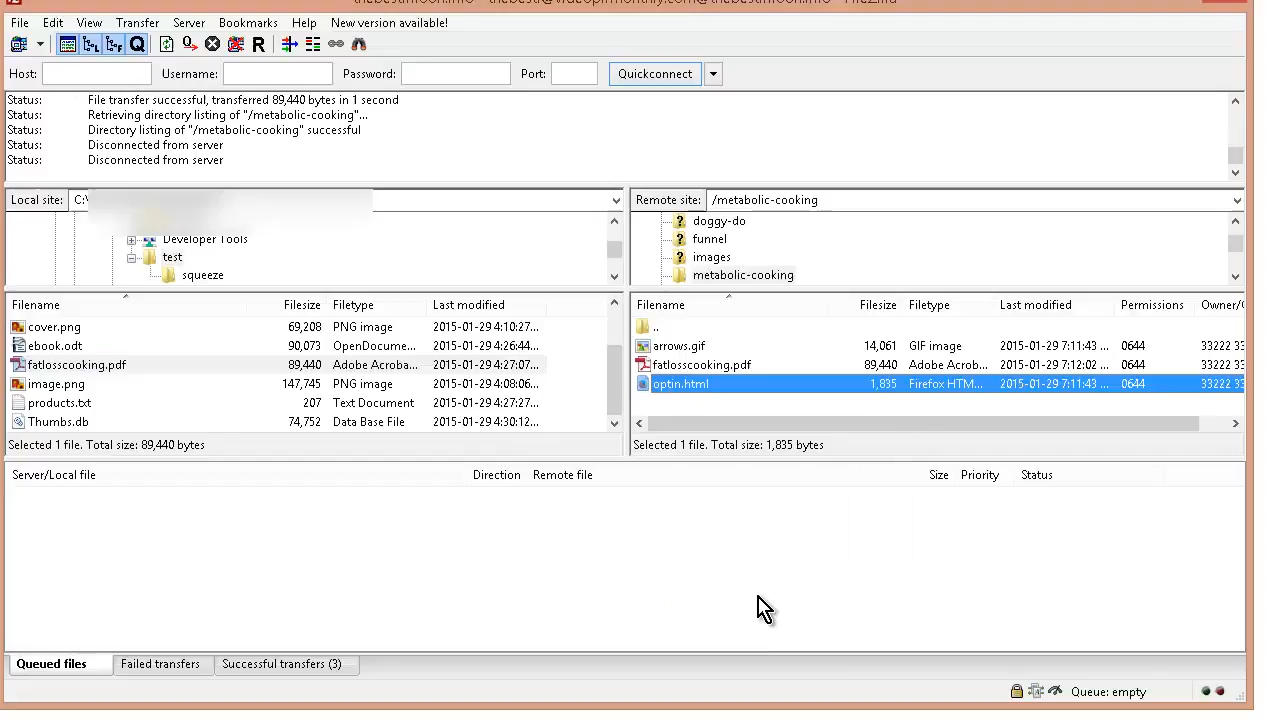 File Edit View Transfer Server Bookmarks Help New version available!
Host: Username: Password: Port: Quickconnect
Status: File transfer successful, transferred 89,440 bytes in 1 second
Status: Retrieving directory listing of "/metabolic-cooking"...
Status: Directory listing of "/metabolic-cooking" successful
Status: Disconnected from server
Status: Disconnected from server
Local site: C:\
Remote site: /metabolic-cooking
Developer Tools
test
squeeze
doggy-do
funnel
images
metabolic-cooking
Filename Filesize Filetype Last modified
cover.png 69,208 PNG image 2015-01-29 4:10:27...
ebook.odt 90,073 OpenDocume... 2015-01-29 4:26:44...
fatlosscooking.pdf 89,440 Adobe Acroba... 2015-01-29 4:27:07...
image.png 147,745 PNG image 2015-01-29 4:08:06...
products.txt 207 Text Document 2015-01-29 4:27:27...
Thumbs.db 74,752 Data Base File 2015-01-29 4:30:12...
Selected 1 file. Total size: 89,440 bytes
Filename Filesize Filetype Last modified Permissions Owner/G
..
arrows.gif 14,061 GIF image 2015-01-29 7:11:43 ... 0644 33222 33
fatlosscooking.pdf 89,440 Adobe Acrob... 2015-01-29 7:12:02 ... 0644 33222 33
optin.html 1,835 Firefox HTM... 2015-01-29 7:11:43 ... 0644 33222 33
Selected 1 file. Total size: 1,835 bytes
Server/Local file Direction Remote file Size Priority Status
Queued files Failed transfers Successful transfers (3)
Queue: empty